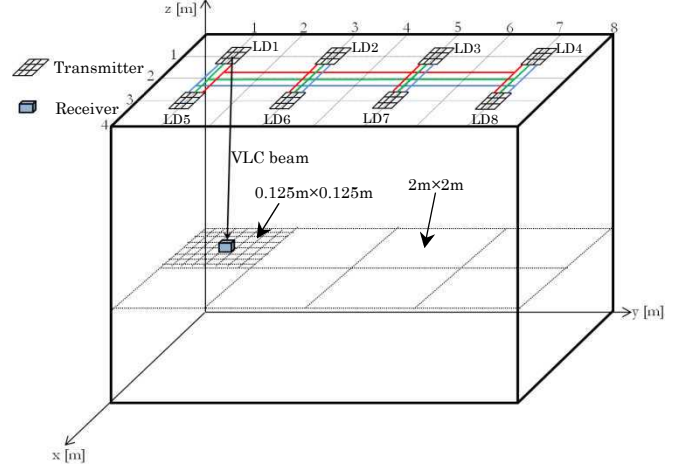 z [m]
1 2 3 4 5 6 7 8
LD1 LD2 LD3 LD4
1
2
3
4
Transmitter
Receiver
LD5 LD6 LD7 LD8
VLC beam
0.125m×0.125m
2m×2m
y [m]
x [m]